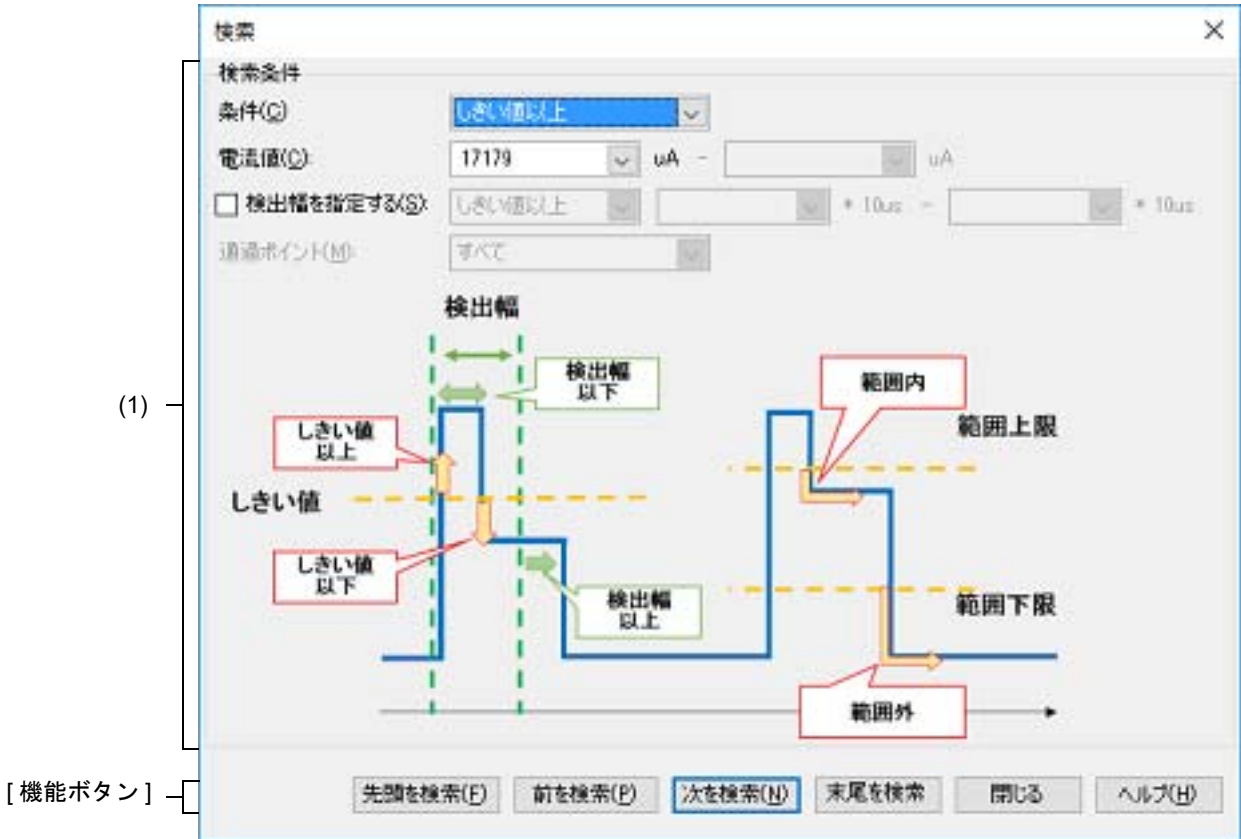 検索
検索条件
条件(C) しきい値以上
電流値(C): 17179 uA - uA
検出幅を指定する(S): しきい値以上 * 10us - * 10us
通過ポイント(M): すべて
検出幅
検出幅
以下
範囲内
(1)
しきい値
以上
範囲上限
しきい値
しきい値
以下
検出幅
以上
範囲下限
範囲外
[機能ボタン]
先頭を検索(F) 前を検索(P) 次を検索(N) 末尾を検索 閉じる ヘルプ(H)